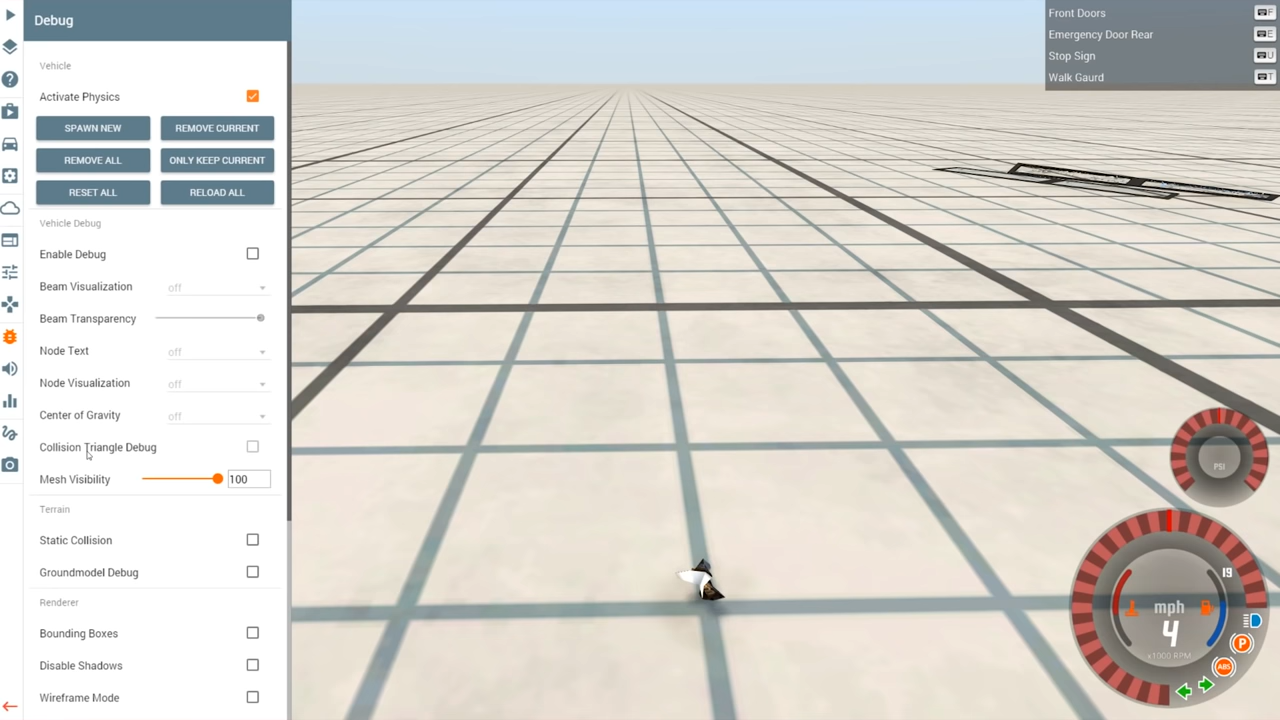 Debug
Vehicle
Activate Physics
SPAWN NEW
REMOVE CURRENT
REMOVE ALL
ONLY KEEP CURRENT
RESET ALL
RELOAD ALL
Vehicle Debug
Enable Debug
Beam Visualization off
Beam Transparency
Node Text off
Node Visualization off
Center of Gravity off
Collision Triangle Debug
Mesh Visibility 100
Terrain
Static Collision
Groundmodel Debug
Renderer
Bounding Boxes
Disable Shadows
Wireframe Mode
Front Doors F
Emergency Door Rear E
Stop Sign U
Walk Gaurd T
PSI
19
mph
4
x1000 RPM
P
ABS